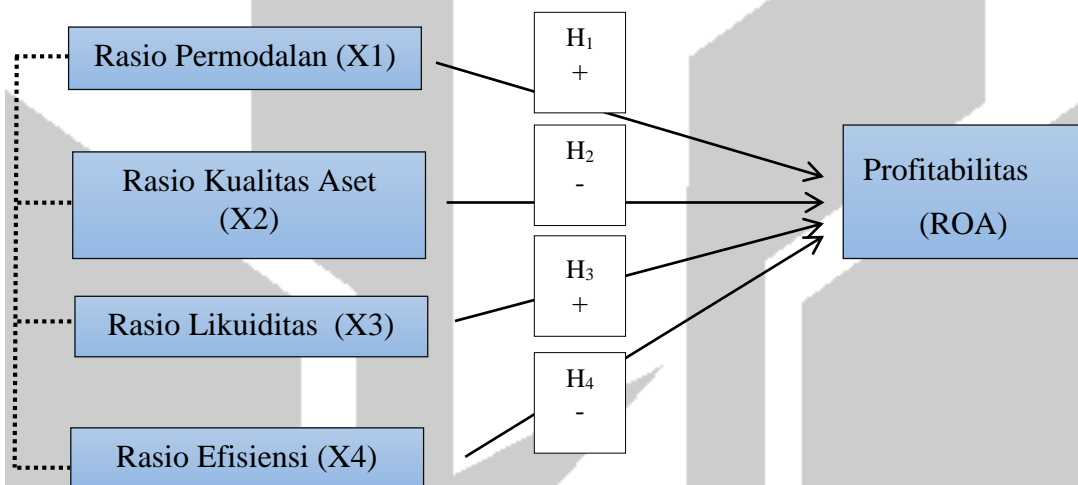 Rasio Permodalan (X1)
H₁
+
Rasio Kualitas Aset
(X2)
H₂
-
Profitabilitas
(ROA)
Rasio Likuiditas (X3)
H₃
+
Rasio Efisiensi (X4)
H₄
-